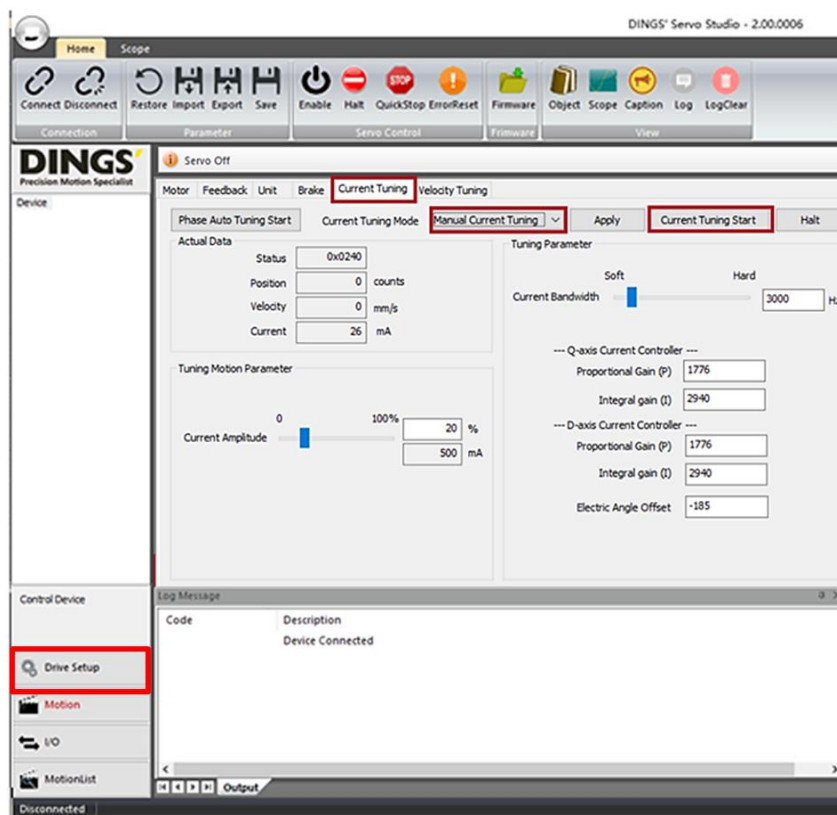 DINGS' Servo Studio - 2.00.0006
Home Scope
Connect Disconnect Restore Import Export Save Enable Halt QuickStop ErrorReset Firmware Object Scope Caption Log LogClear
STOP
Connection Parameter Servo Control Frimware View
DINGS'
Precision Motion Specialist
Device
Servo Off
Motor Feedback Unit Brake Current Tuning Velocity Tuning
Phase Auto Tuning Start Current Tuning Mode Manual Current Tuning Apply Current Tuning Start Halt
Actual Data
Status 0x0240
Position 0 counts
Velocity 0 mm/s
Current 26 mA
Tuning Parameter
Soft Hard
Current Bandwidth 3000
--- Q-axis Current Controller ---
Proportional Gain (P) 1776
Integral gain (I) 2940
--- D-axis Current Controller ---
Proportional Gain (P) 1776
Integral gain (I) 2940
Electric Angle Offset -185
Tuning Motion Parameter
0 100%
Current Amplitude 20 %
500 mA
Control Device
Drive Setup
Motion
I/O
MotionList
Log Message
Code Description
Device Connected
Output
Disconnected